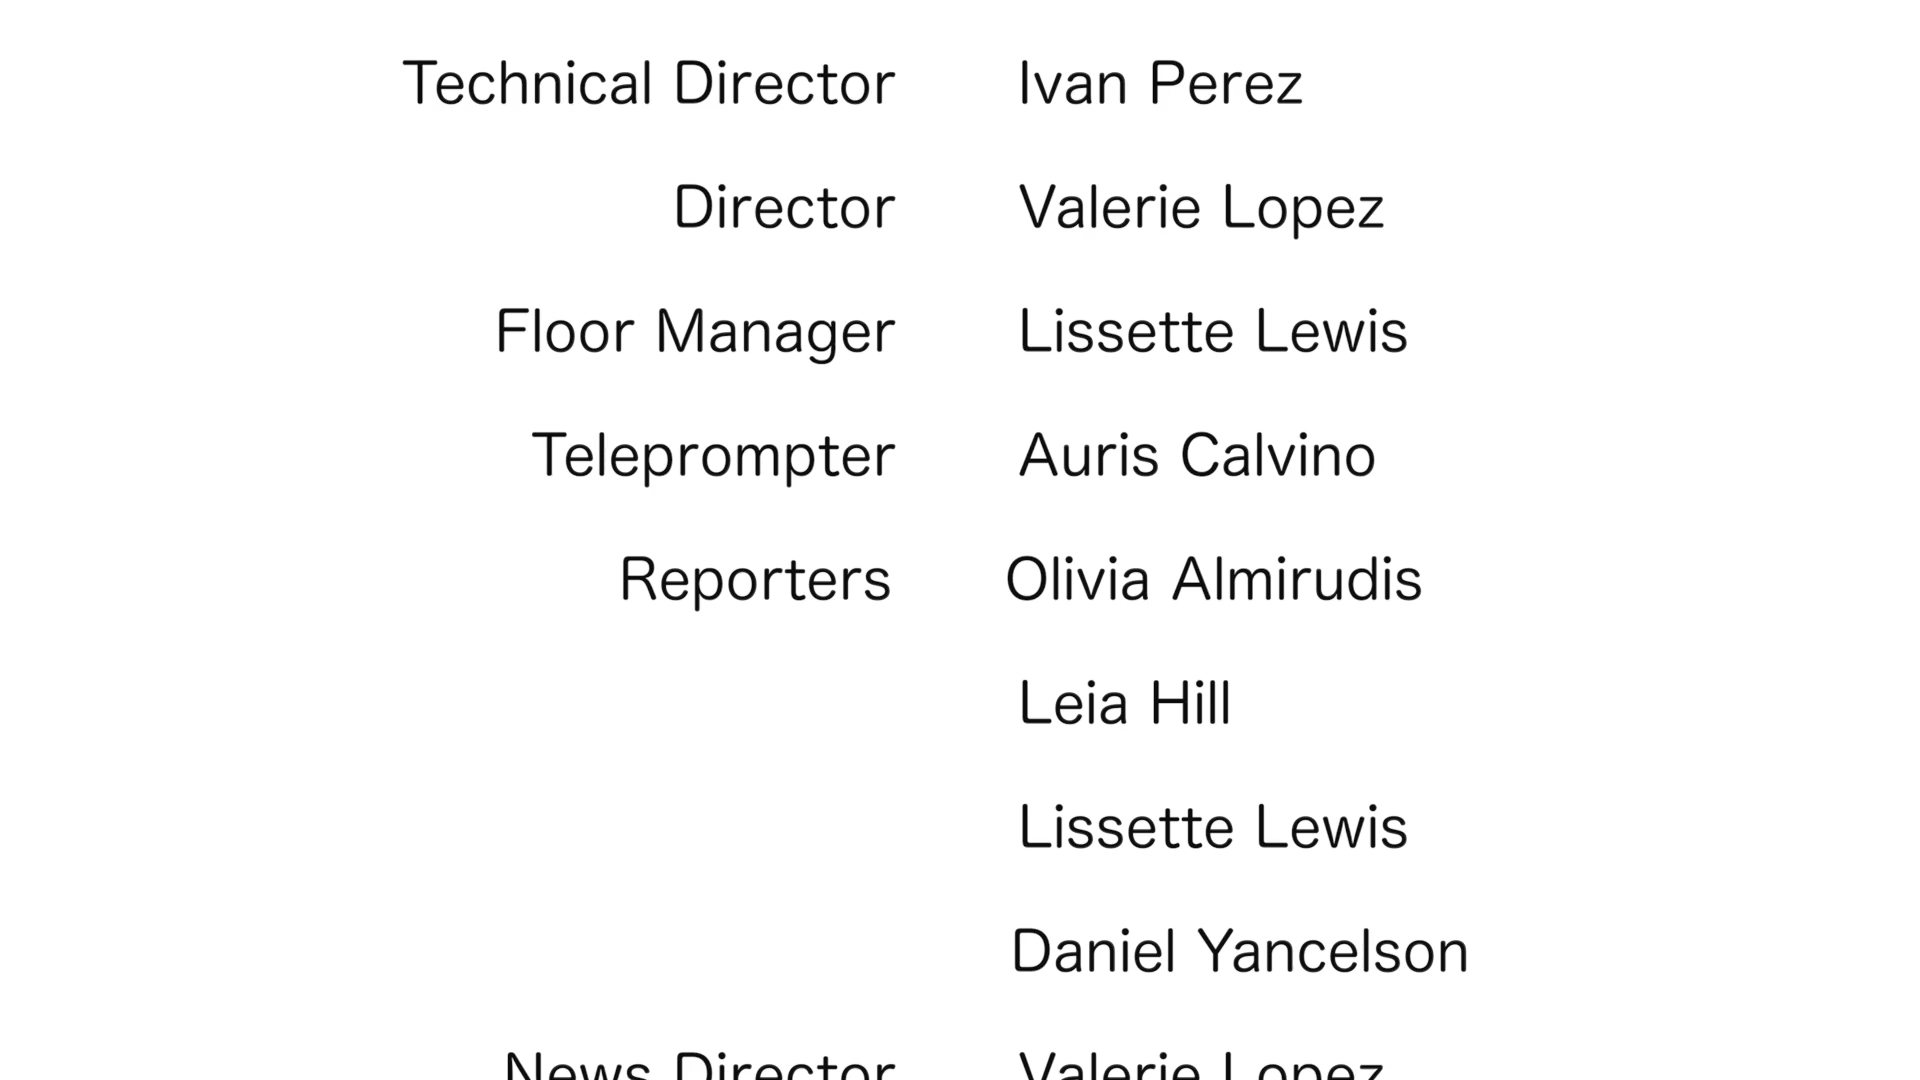 Technical Director Ivan Perez
Director Valerie Lopez
Floor Manager Lissette Lewis
Teleprompter Auris Calvino
Reporters Olivia Almirudis
Leia Hill
Lissette Lewis
Daniel Yancelson
News Director Valerie Lopez